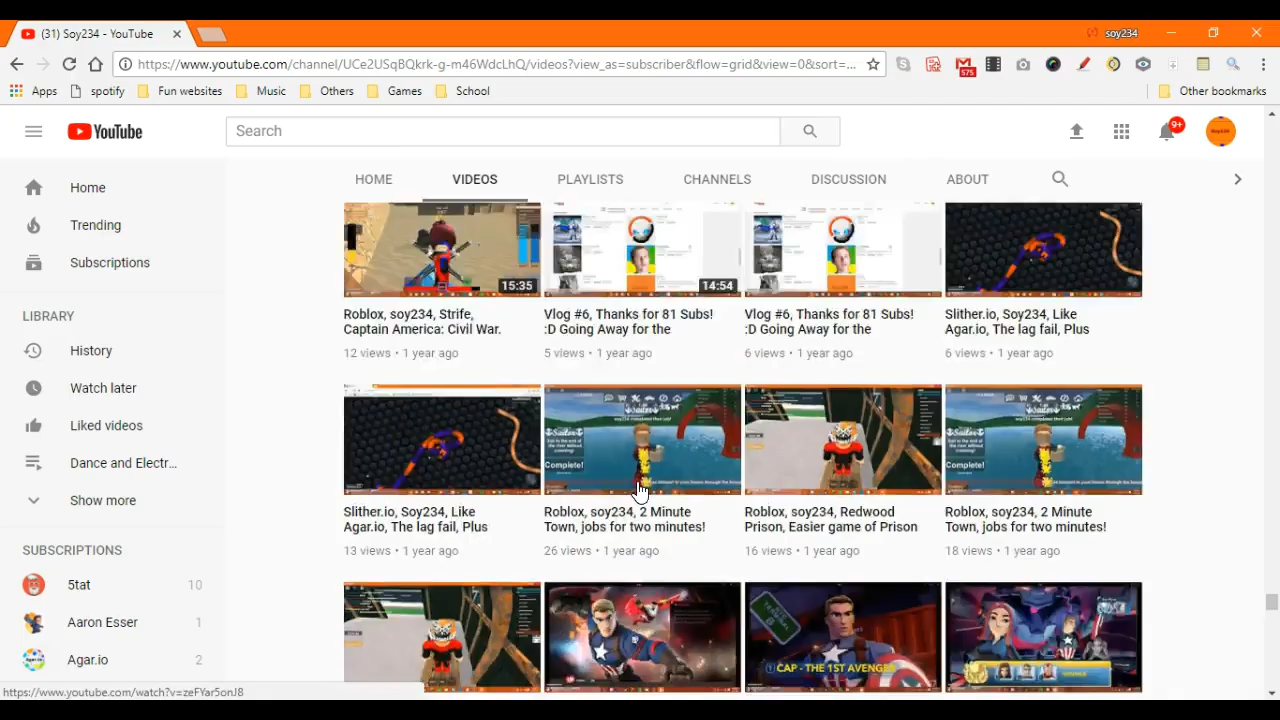 (31) Soy234 - YouTube
soy234
https://www.youtube.com/channel/UCe2USqBQkrk-g-m46WdcLhQ/videos?view_as=subscriber&flow=grid&view=0&sort=...
575
Apps
spotify
Fun websites
Music
Others
Games
School
Other bookmarks
YouTube
Search
9+
HOME
VIDEOS
PLAYLISTS
CHANNELS
DISCUSSION
ABOUT
Home
Trending
Subscriptions
LIBRARY
History
Watch later
Liked videos
Dance and Electr...
Show more
SUBSCRIPTIONS
5tat 10
Aaron Esser 1
Agar.io 2
15:35
14:54
Roblox, soy234, Strife,
Captain America: Civil War.
12 views • 1 year ago
Vlog #6, Thanks for 81 Subs!
:D Going Away for the
5 views • 1 year ago
Vlog #6, Thanks for 81 Subs!
:D Going Away for the
6 views • 1 year ago
Slither.io, Soy234, Like
Agar.io, The lag fail, Plus
6 views • 1 year ago
Sailor
Complete!
Sailor
Complete!
Slither.io, Soy234, Like
Agar.io, The lag fail, Plus
13 views • 1 year ago
Roblox, soy234, 2 Minute
Town, jobs for two minutes!
26 views • 1 year ago
Roblox, soy234, Redwood
Prison, Easier game of Prison
16 views • 1 year ago
Roblox, soy234, 2 Minute
Town, jobs for two minutes!
18 views • 1 year ago
CAP - THE 1ST AVENGER
https://www.youtube.com/watch?v=zeFYar5onJ8